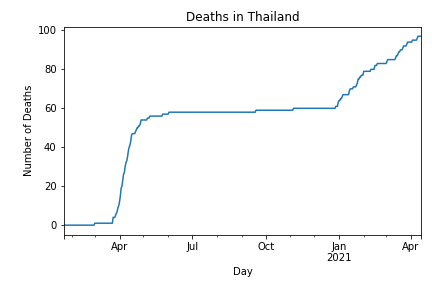 Deaths in Thailand
Number of Deaths
100
80
60
40
20
0
Apr
Jul
Oct
Jan
2021
Apr
Day